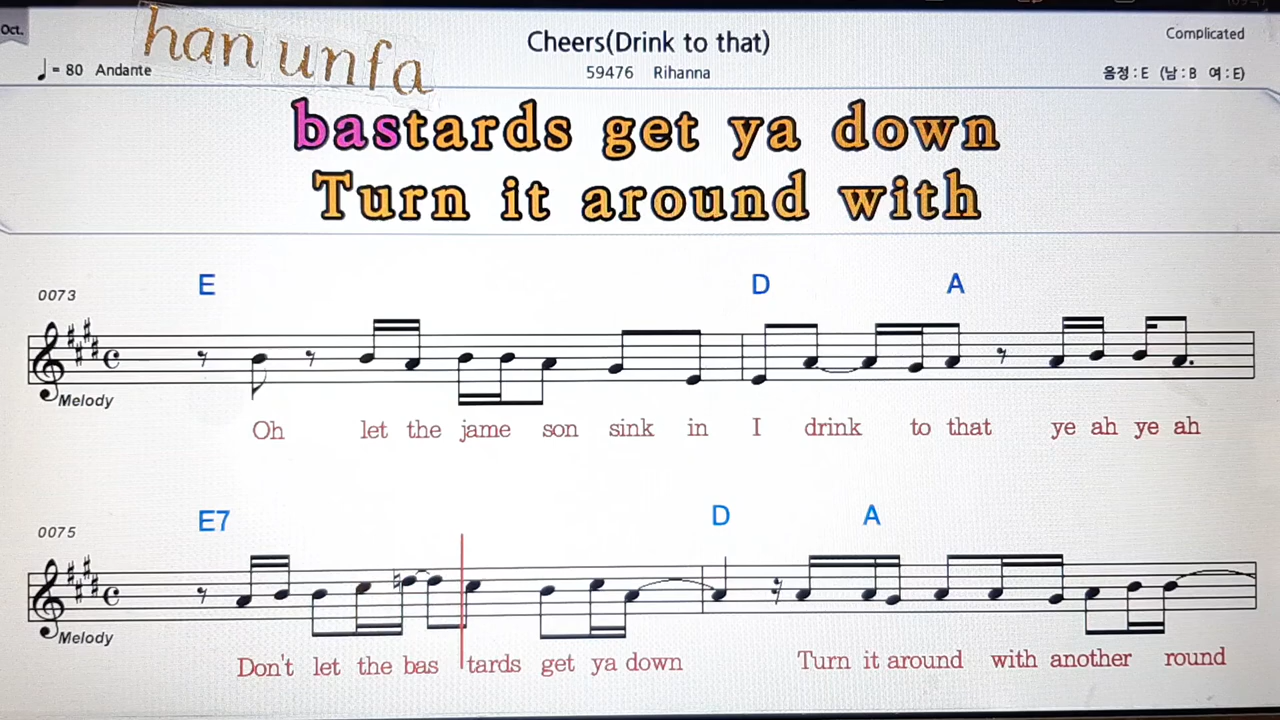 Oct.
han unfa
Cheers(Drink to that)
Complicated
♩= 80 Andante
59476 Rihanna
음정 : E (남 : B 여 : E)
bastards get ya down
Turn it around with
E D A
0073
Melody
Oh let the jame son sink in I drink to that ye ah ye ah
E7 D A
0075
Melody
Don't let the bas tards get ya down Turn it around with another round